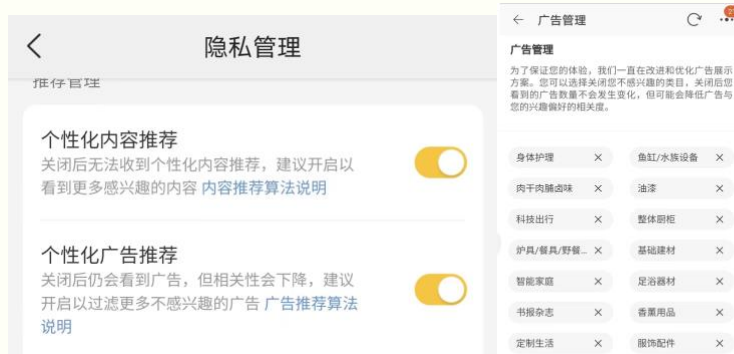 隐私管理
推荐管理
个性化内容推荐
关闭后无法收到个性化内容推荐，建议开启以
看到更多感兴趣的内容 内容推荐算法说明
个性化广告推荐
关闭后仍会看到广告，但相关性会下降，建议
开启以过滤更多不感兴趣的广告 广告推荐算法
说明
广告管理
广告管理
为了保证您的体验，我们一直在改进和优化广告展示
方案。您可以选择关闭您不感兴趣的类目，关闭后您
看到的广告数量不会发生变化，但可能会降低广告与
您的兴趣偏好的相关度。
身体护理 × 鱼缸/水族设备 ×
肉干肉脯卤味 × 油漆 ×
科技出行 × 整体厨柜 ×
炉具/餐具/野餐... × 基础建材 ×
智能家庭 × 足浴器材 ×
书报杂志 × 香薰用品 ×
定制生活 × 服饰配件 ×